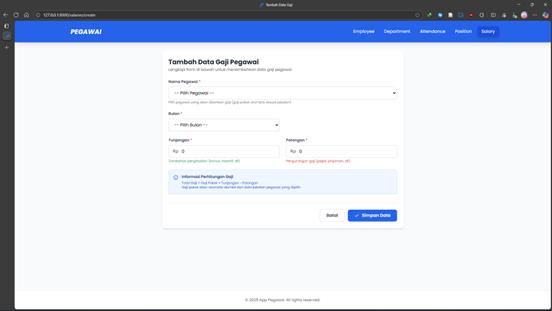 Tambah Data Gaji
127.0.0.1:8000/salaries/create
PEGAWAI
Employee Department Attendance Position Salary
Tambah Data Gaji Pegawai
Lengkapi form di bawah untuk menambahkan data gaji pegawai
Nama Pegawai *
-- Pilih Pegawai --
Pilih pegawai yang akan diberikan gaji (gaji pokok otomatis sesuai jabatan)
Bulan *
-- Pilih Bulan --
Tunjangan * Potongan *
Rp 0 Rp 0
Tambahan penghasilan (bonus, insentif, dll) Pengurangan gaji (pajak, pinjaman, dll)
Informasi Perhitungan Gaji
Total Gaji = Gaji Pokok + Tunjangan - Potongan
Gaji pokok akan otomatis diambil dari data jabatan pegawai yang dipilih.
Batal Simpan Data
© 2025 App Pegawai. All rights reserved.